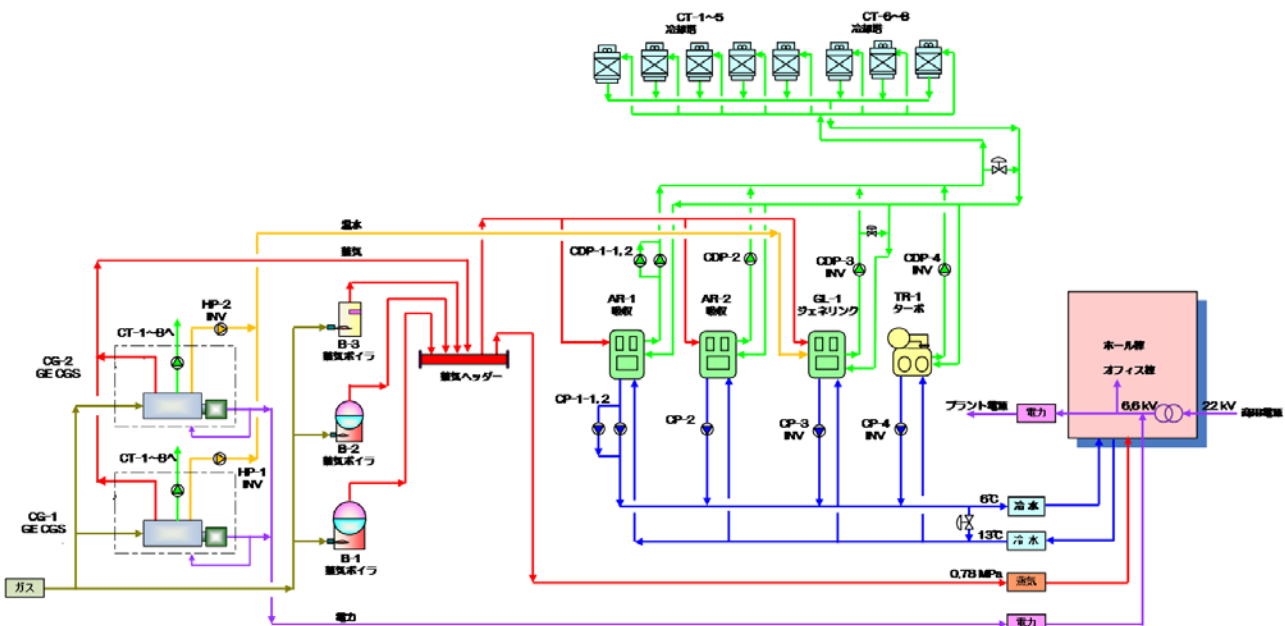 CT-1~5
冷却塔
CT-6~8
冷却塔
温水
蒸気
CDP-1-1, 2
CDP-2
CDP-3
INV
CDP-4
INV
HP-2
INV
CT-1~8へ
CG-2
GE CGS
B-3
蒸気ボイラ
蒸気ヘッダー
AR-1
吸収
AR-2
吸収
GL-1
ジェネリンク
TR-1
ターボ
ホール棟
オフィス棟
CP-1-1, 2
CP-2
CP-3
INV
CP-4
INV
プラント電源
電力
6.6 kV
22 kV
商用電源
B-2
蒸気ボイラ
CT-1~8へ
HP-1
INV
CG-1
GE CGS
6℃
冷水
13℃
冷水
B-1
蒸気ボイラ
ガス
0.78 MPa
蒸気
電力
電力